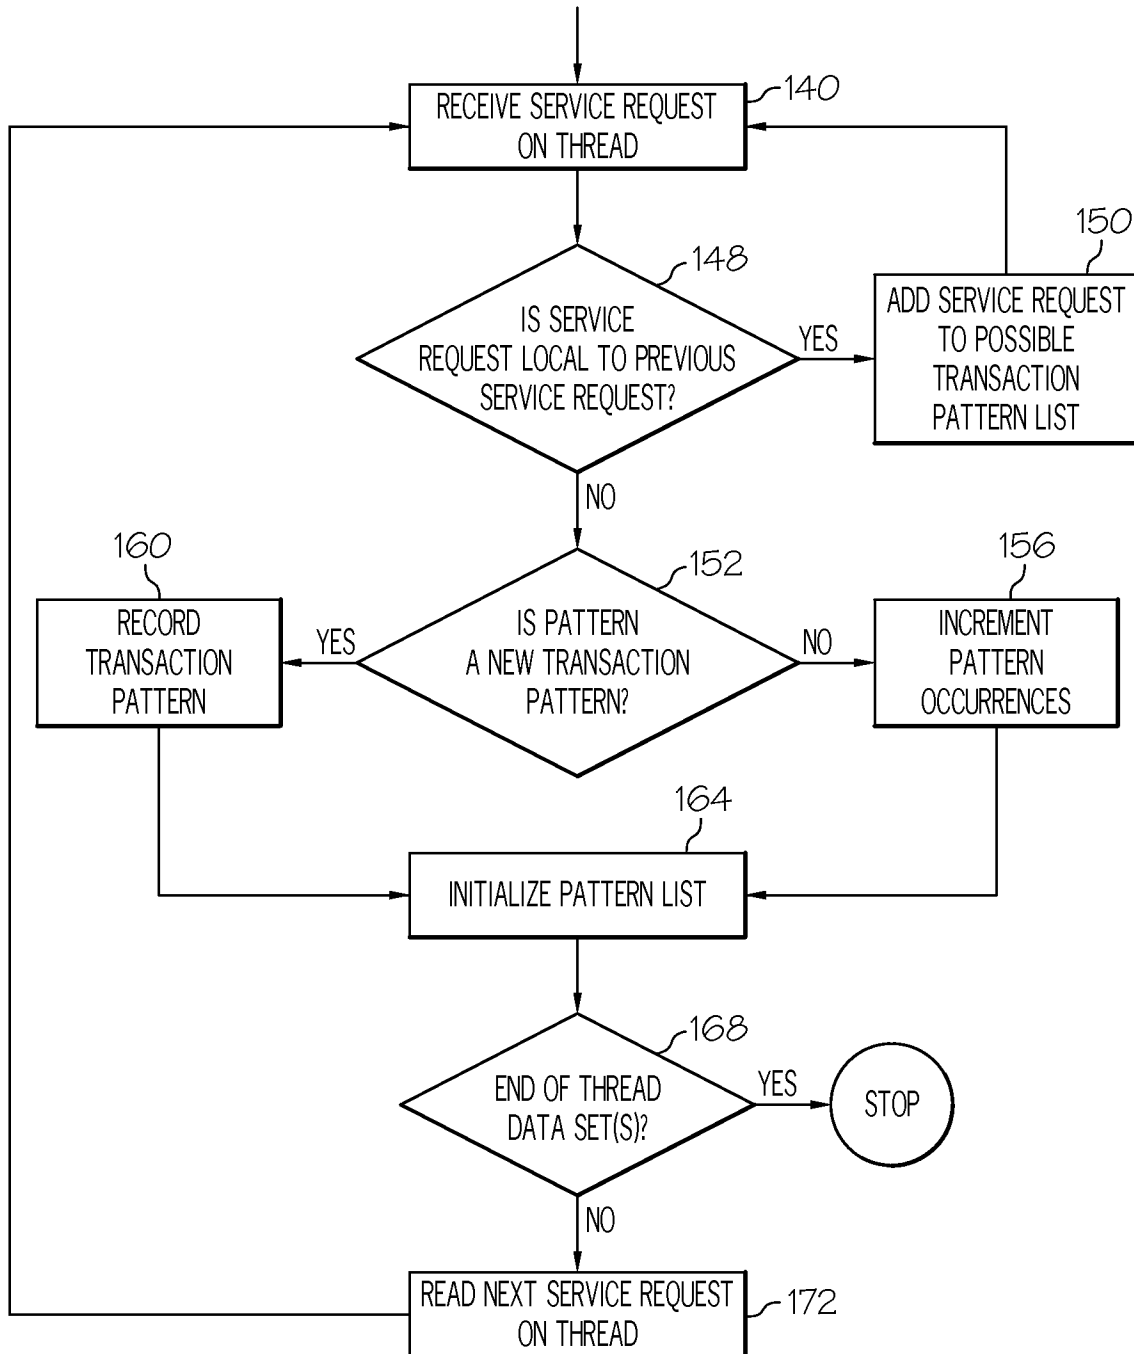 RECEIVE SERVICE REQUEST
ON THREAD
140
148
IS SERVICE
REQUEST LOCAL TO PREVIOUS
SERVICE REQUEST?
YES
150
ADD SERVICE REQUEST
TO POSSIBLE
TRANSACTION
PATTERN LIST
NO
160
RECORD
TRANSACTION
PATTERN
YES
152
IS PATTERN
A NEW TRANSACTION
PATTERN?
NO
156
INCREMENT
PATTERN
OCCURRENCES
164
INITIALIZE PATTERN LIST
168
END OF THREAD
DATA SET(S)?
YES
STOP
NO
READ NEXT SERVICE REQUEST
ON THREAD
172